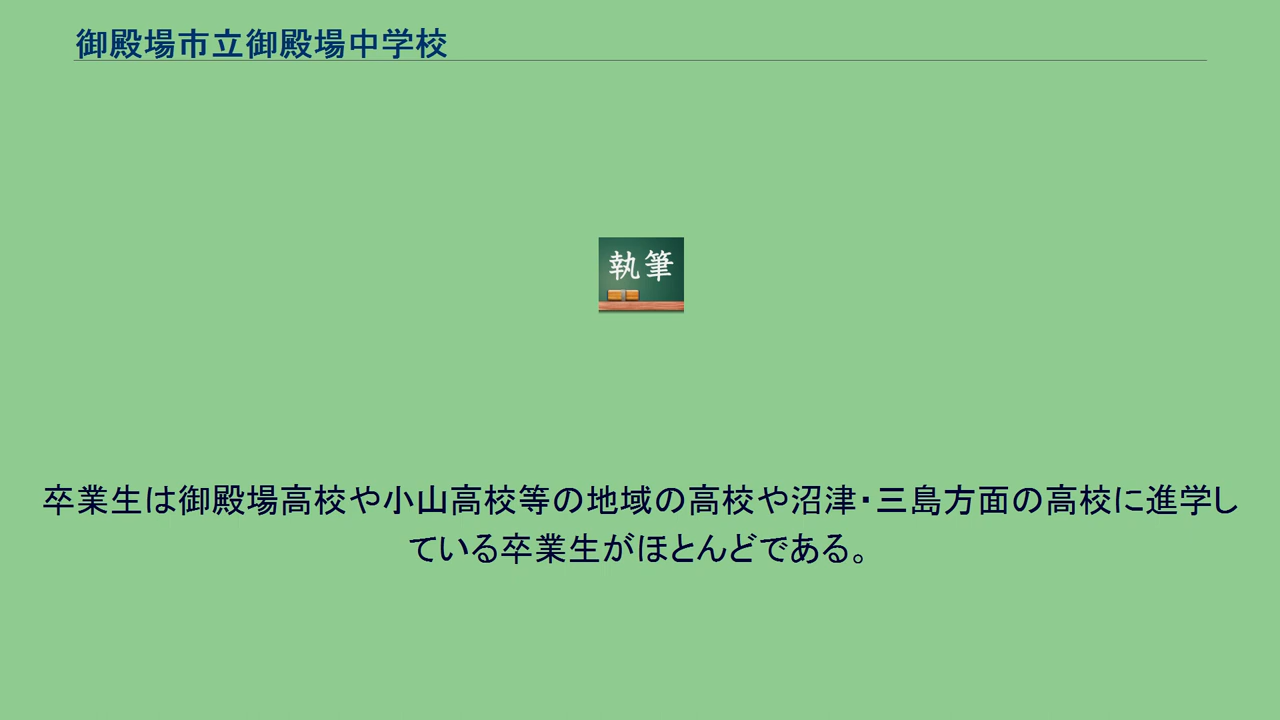 御殿場市立御殿場中学校
執筆
卒業生は御殿場高校や小山高校等の地域の高校や沼津・三島方面の高校に進学し
ている卒業生がほとんどである。